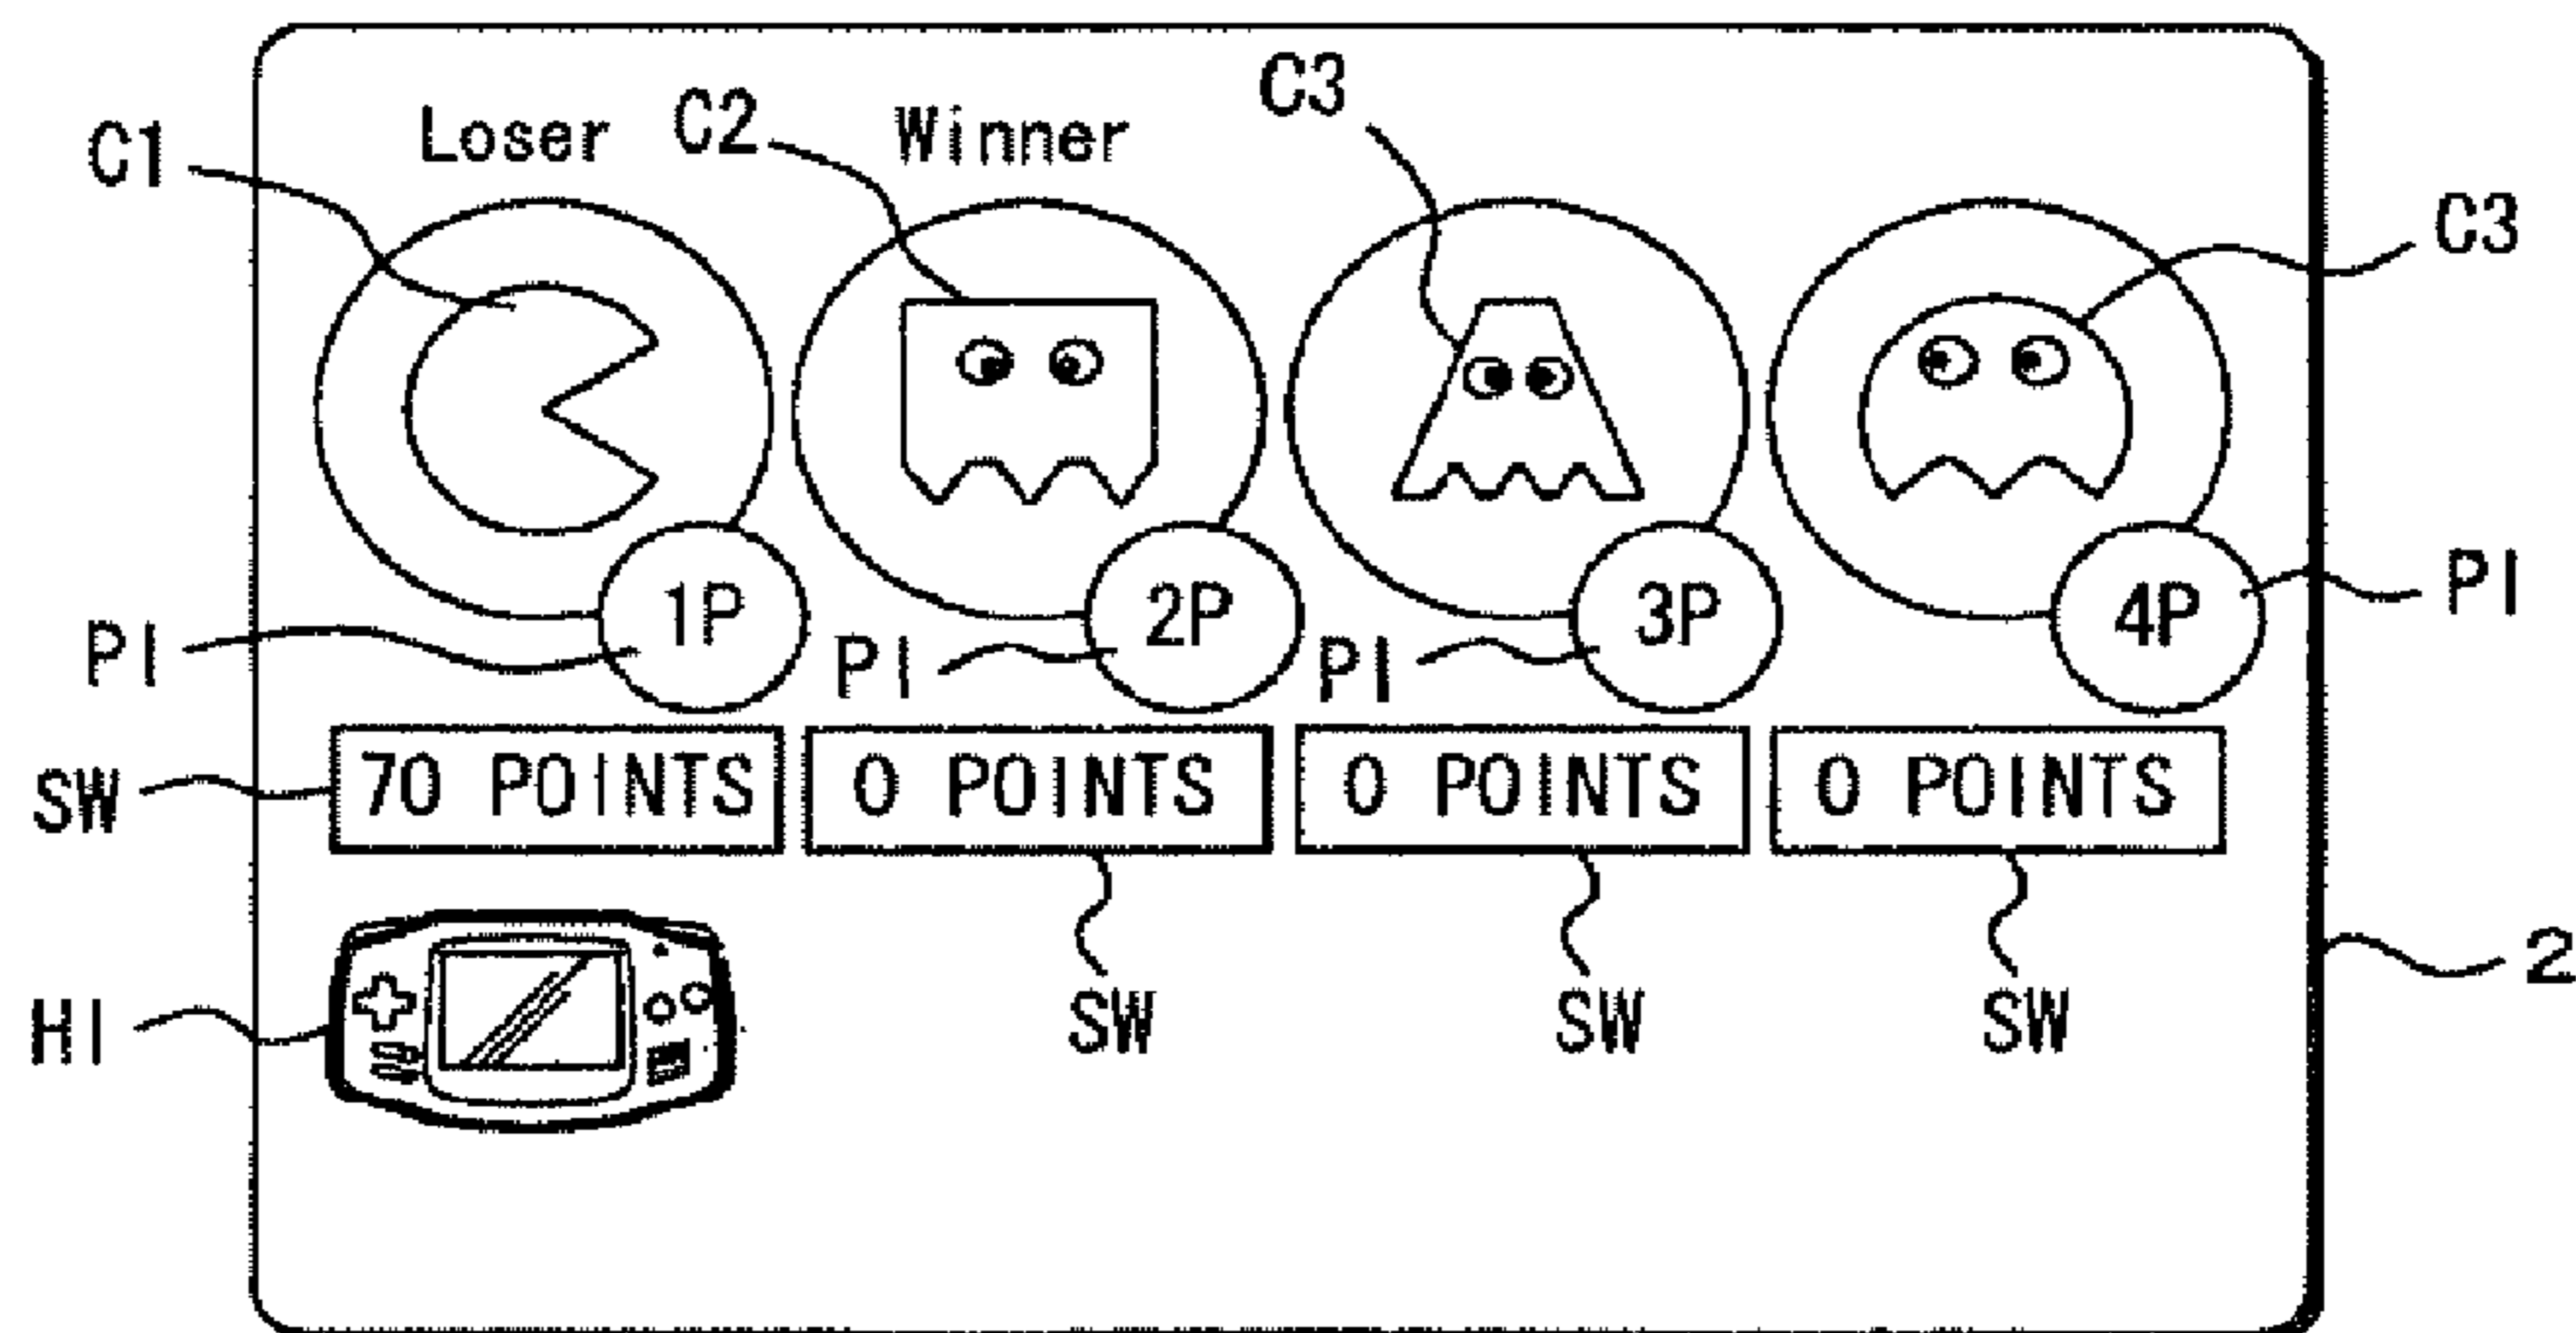 C3
Loser C2 Winner
C1
C3
1P 2P 3P 4P PI
PI PI PI
SW 70 POINTS 0 POINTS 0 POINTS 0 POINTS
2
HI SW SW SW